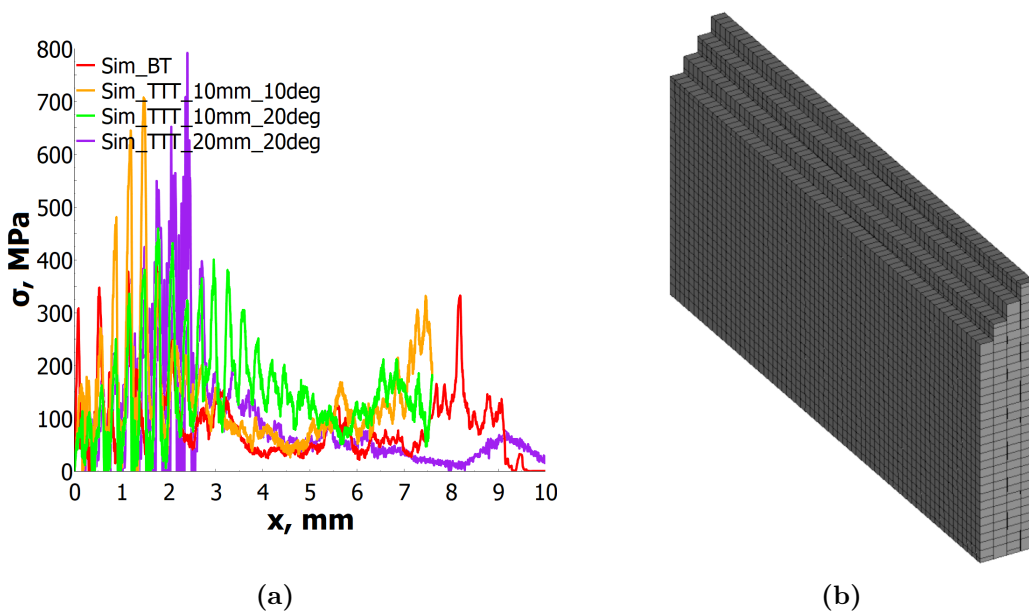 800
700
600
500
400
300
200
100
0
σ, MPa
Sim_BT
Sim_TTT_10mm_10deg
Sim_TTT_10mm_20deg
Sim_TTT_20mm_20deg
0 1 2 3 4 5 6 7 8 9 10
x, mm
(a) (b)